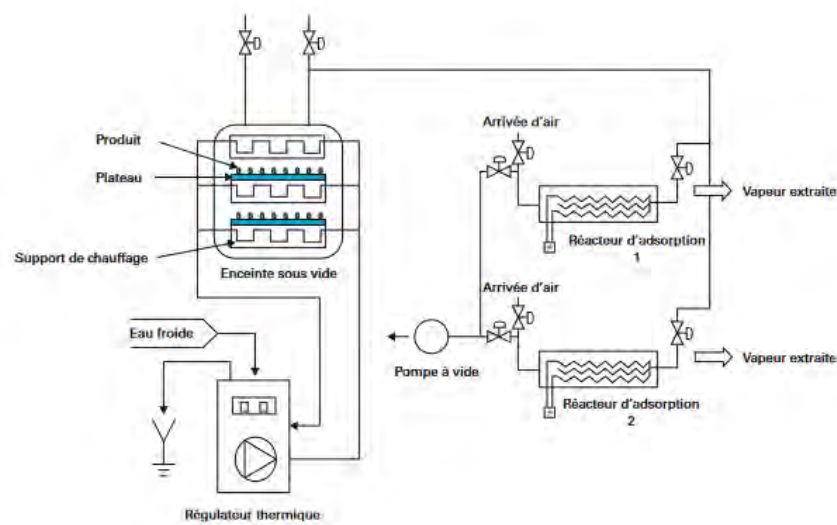 Arrivée d'air
Produit
Plateau
Vapeur extraite
Réacteur d'adsorption
1
Support de chauffage
Enceinte sous vide
Arrivée d'air
Eau froide
Pompe à vide
Vapeur extraite
Réacteur d'adsorption
2
Régulateur thermique